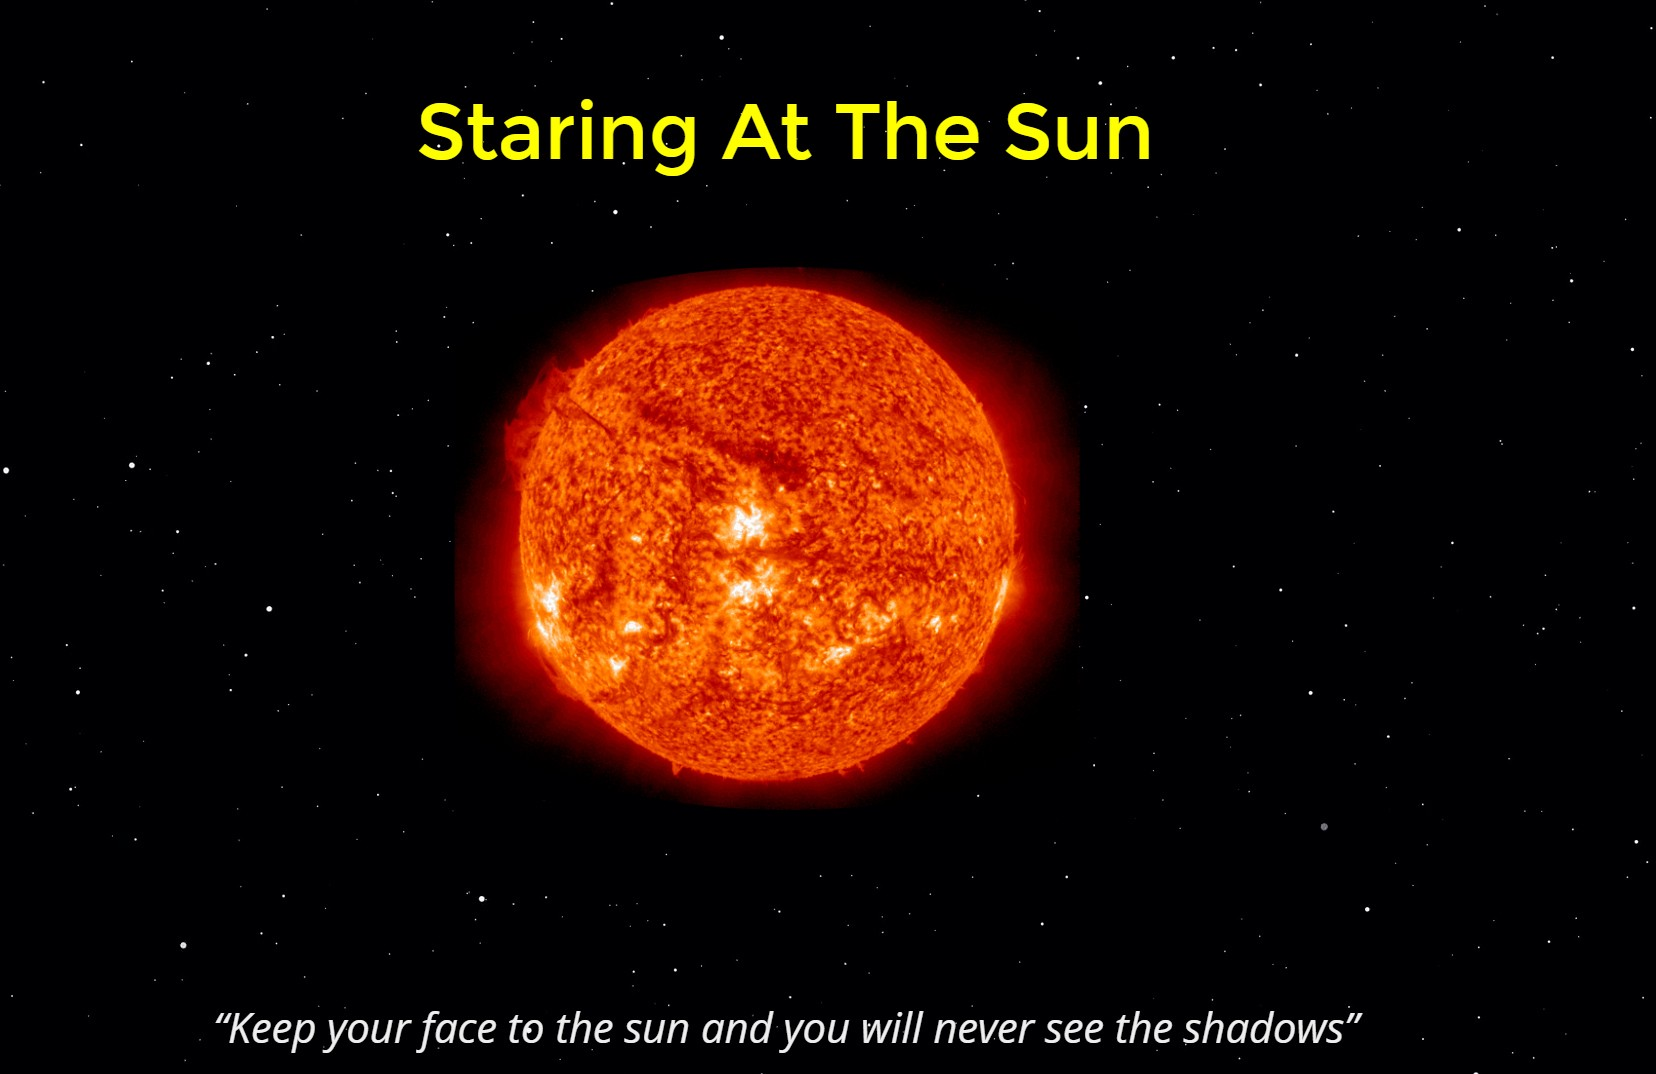 Staring At The Sun
“Keep your face to the sun and you will never see the shadows”